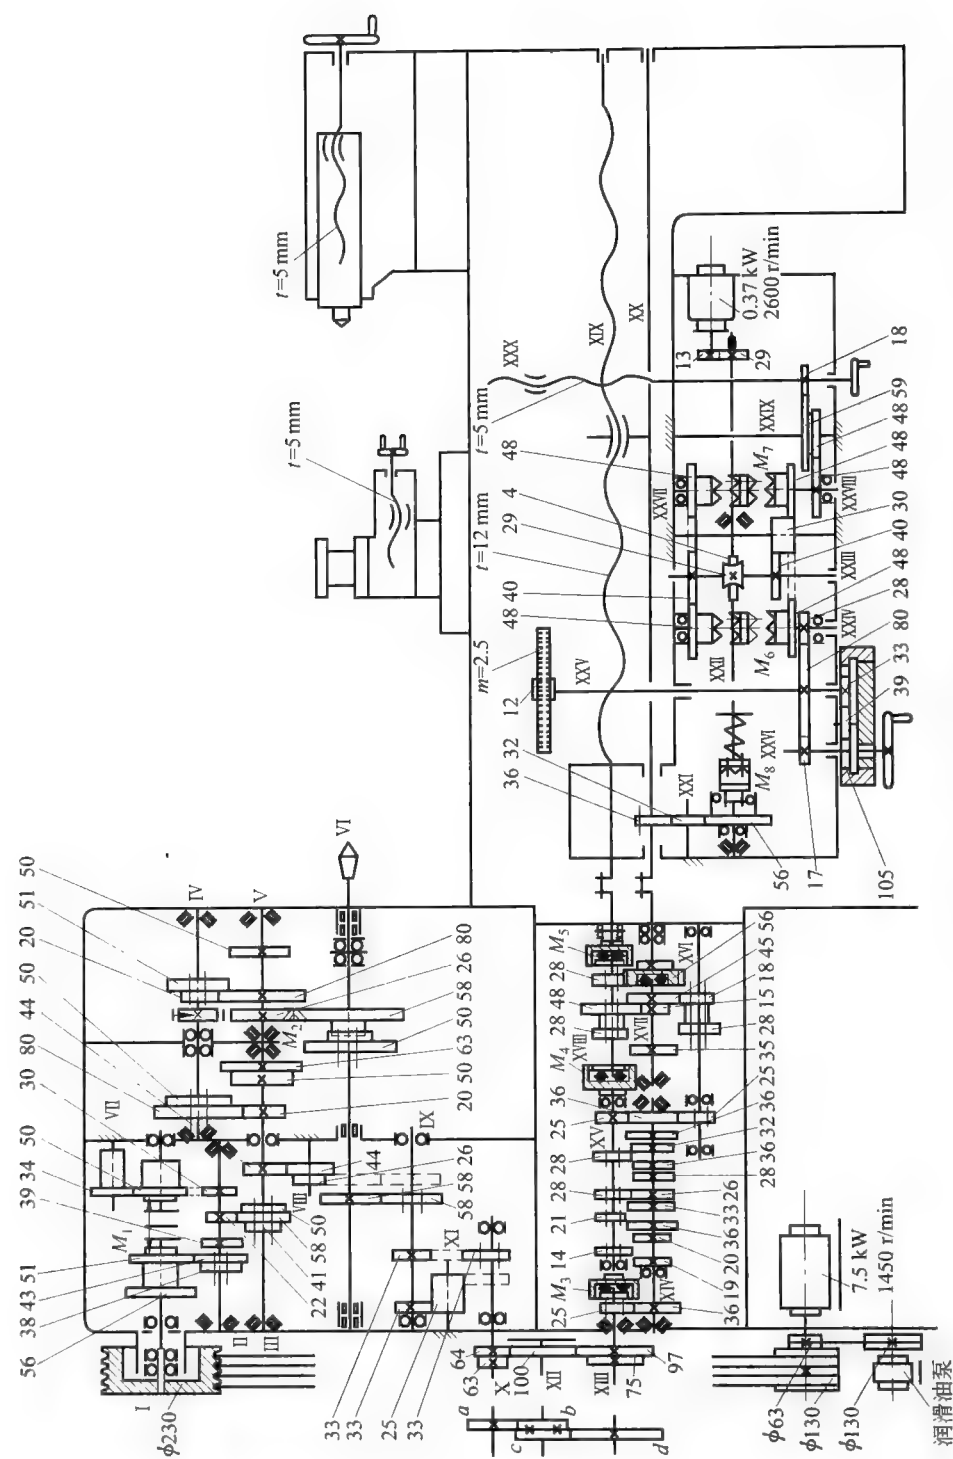 t=5 mm
t=5 mm
XXX
XIX
XX
t=5 mm
0.37 kW
2600 r/min
13
29
18
59
48
48
48
30
40
48
28
80
33
39
XXIX
XXVIII
XXVII
M7
XXIII
XXIV
48
4
29
t=12 mm
40
48
XXII
M6
m=2.5
12
XXV
XXVI
M8
32
36
XXI
56
17
105
50
51
20
50
44
80
30
50
34
39
51
43
38
56
I
ϕ230
IV
V
VI
VII
M1
M2
80
26
58
50
63
50
20
44
26
58
58
VIII
IX
50
58
41
22
II
III
XI
33
33
25
33
64
63
100
X
XII
XIII
75
97
a
b
c
d
M5
28
48
28
M4
XVIII
XVII
XVI
56
45
18
15
28
35
25
36
32
36
28
36
25
XV
28
28
21
14
M3
25
26
33
36
20
19
36
XIV
7.5 kW
1450 r/min
ϕ63
ϕ130
ϕ130
润滑油泵